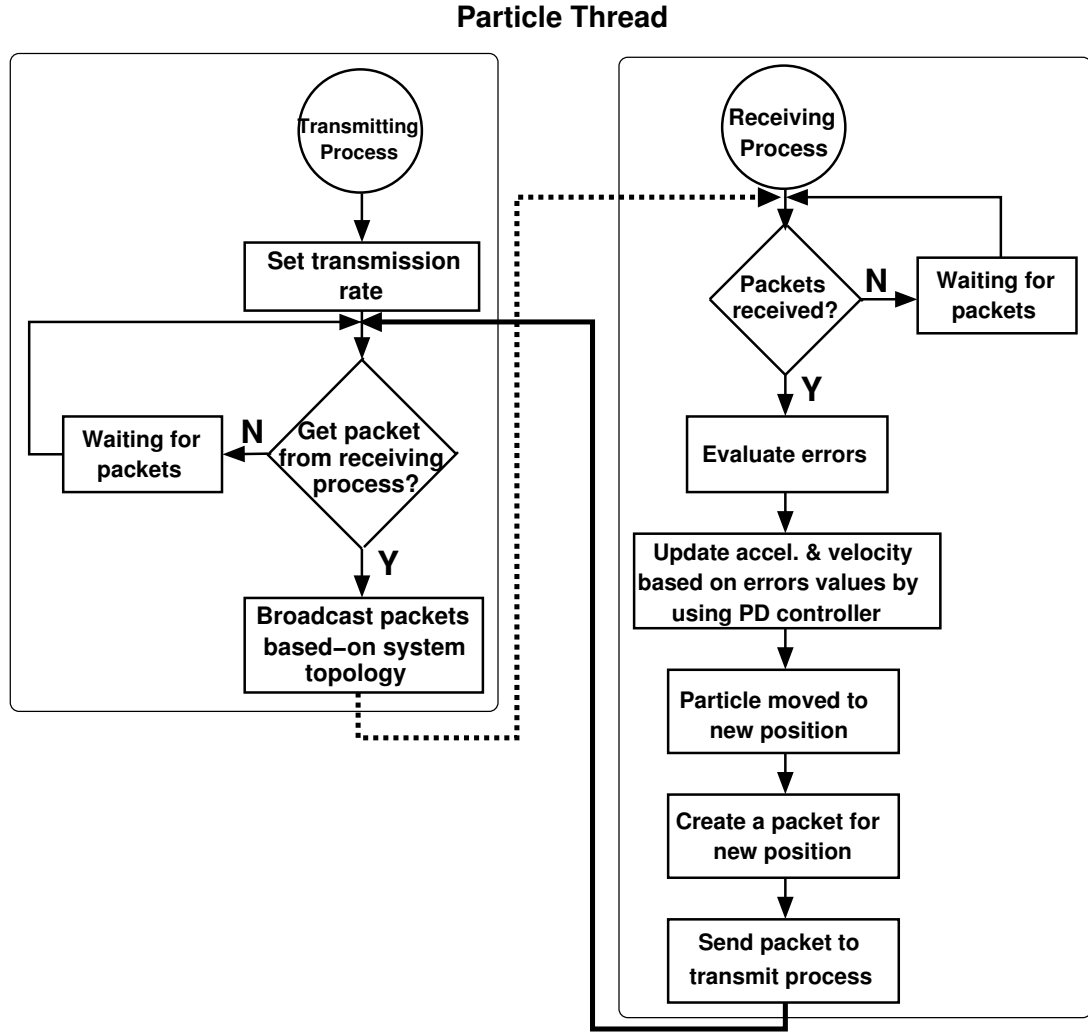 Particle Thread
Transmitting
Process
Set transmission
rate
Get packet
from receiving
process?
N
Waiting for
packets
Y
Broadcast packets
based−on system
topology
Receiving
Process
Packets
received?
N
Waiting for
packets
Y
Evaluate errors
Update accel. & velocity
based on errors values by
using PD controller
Particle moved to
new position
Create a packet for
new position
Send packet to
transmit process